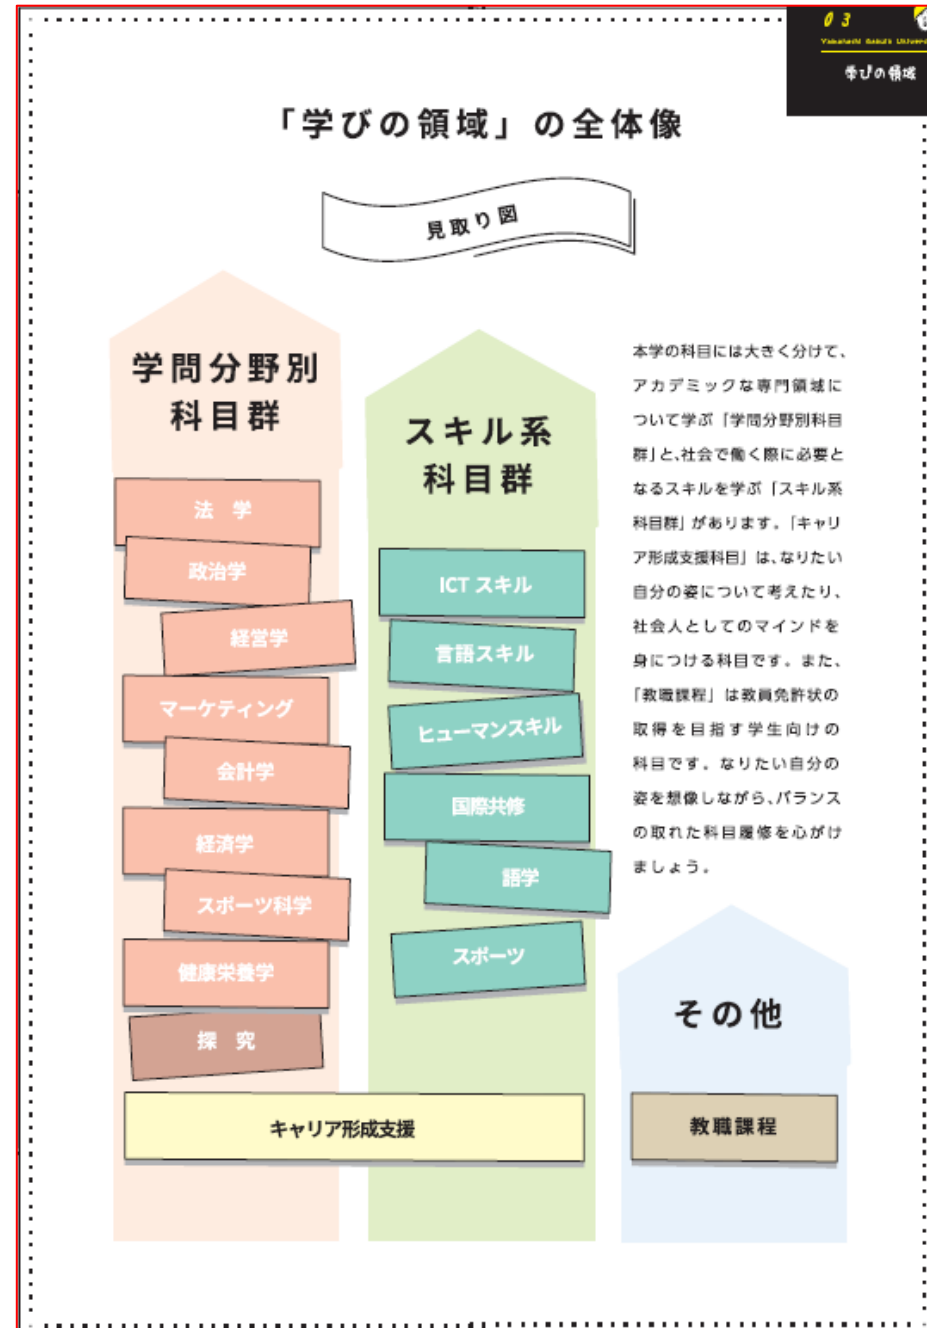 03
Yamanashi Gakuin Univer
学びの領域
「学びの領域」の全体像
見取り図
学問分野別
科目群
法 学
政治学
経営学
マーケティング
会計学
経済学
スポーツ科学
健康栄養学
探 究
スキル系
科目群
ICT スキル
言語スキル
ヒューマンスキル
国際共修
語学
スポーツ
キャリア形成支援
本学の科目には大きく分けて、
アカデミックな専門領域に
ついて学ぶ「学問分野別科目
群」と、社会で働く際に必要と
なるスキルを学ぶ「スキル系
科目群」があります。「キャリ
ア形成支援科目」は、なりたい
自分の姿について考えたり、
社会人としてのマインドを
身につける科目です。また、
「教職課程」は教員免許状の
取得を目指す学生向けの
科目です。なりたい自分の
姿を想像しながら、バランス
の取れた科目履修を心がけ
ましょう。
その他
教職課程